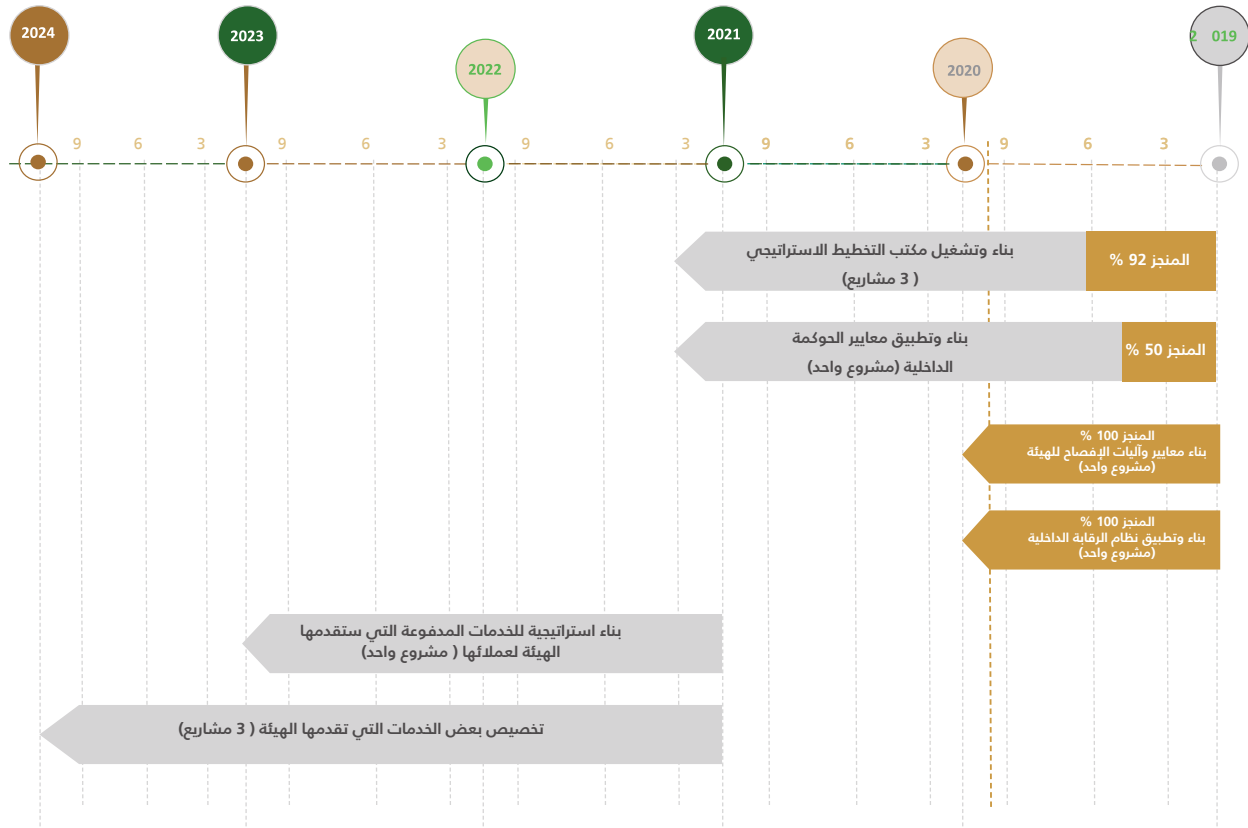 2019
2020
2021
2022
2023
2024
3 6 9 3 6 9 3 6 9 3 6 9 3 6 9
المنجز 92 %
بناء وتشغيل مكتب التخطيط الاستراتيجي
( 3 مشاريع)
المنجز 50 %
بناء وتطبيق معايير الحوكمة
الداخلية (مشروع واحد)
المنجز 100 %
بناء معايير وآليات الإفصاح للهيئة
(مشروع واحد)
المنجز 100 %
بناء وتطبيق نظام الرقابة الداخلية
(مشروع واحد)
بناء استراتيجية للخدمات المدفوعة التي ستقدمها
الهيئة لعملائها ( مشروع واحد)
تخصيص بعض الخدمات التي تقدمها الهيئة ( 3 مشاريع)